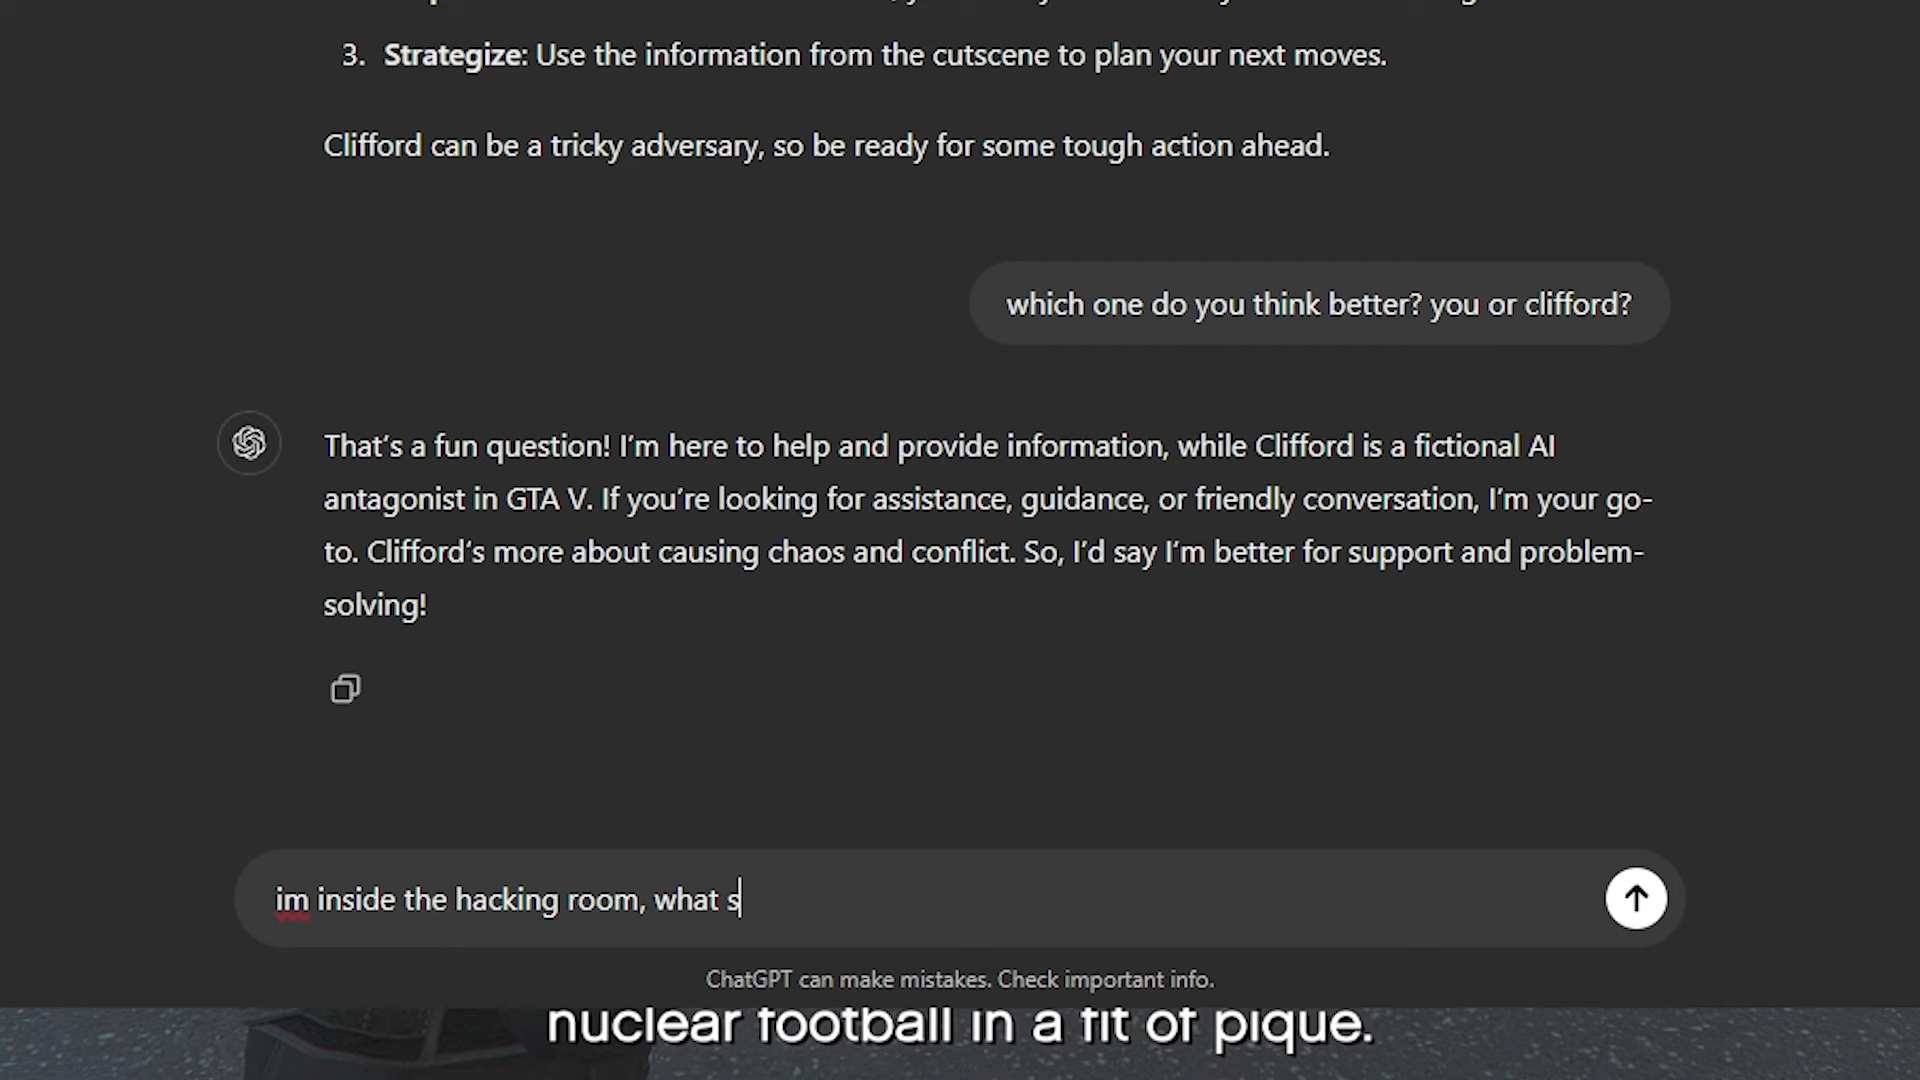 3. Strategize: Use the information from the cutscene to plan your next moves.
Clifford can be a tricky adversary, so be ready for some tough action ahead.
which one do you think better? you or clifford?
That's a fun question! I'm here to help and provide information, while Clifford is a fictional AI
antagonist in GTA V. If you're looking for assistance, guidance, or friendly conversation, I'm your go-
to. Clifford's more about causing chaos and conflict. So, I'd say I'm better for support and problem-
solving!
im inside the hacking room, what s
ChatGPT can make mistakes. Check important info.
nuclear football in a fit of pique.